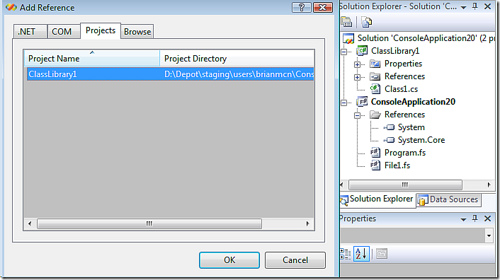 Add Reference
.NET COM Projects Browse
Project Name Project Directory
ClassLibrary1 D:\Depot\staging\users\brianmcn\Cons
OK Cancel
Solution Explorer - Solution 'C...
Solution 'ConsoleApplication20' (2 p
ClassLibrary1
Properties
References
Class1.cs
ConsoleApplication20
References
System
System.Core
Program.fs
File1.fs
Solution Explorer Data Sources
Properties